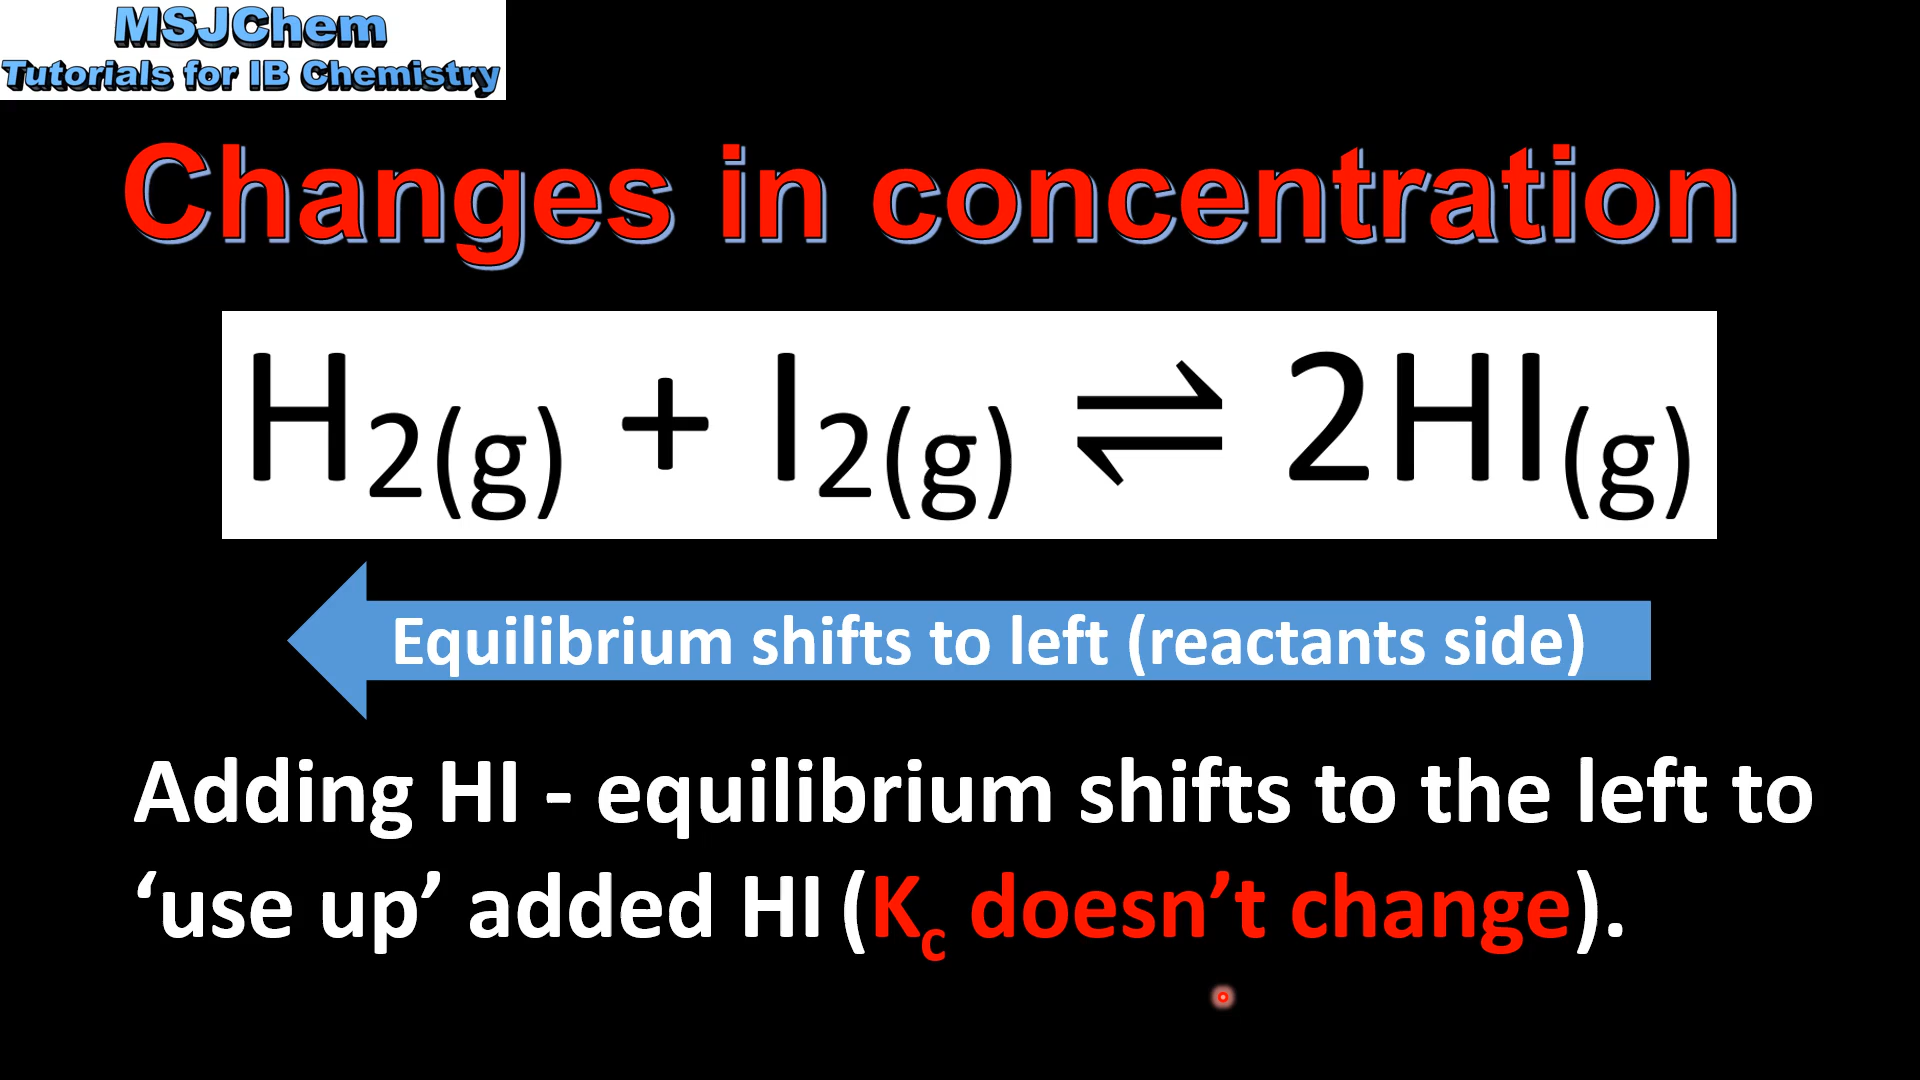 MSJChem
Tutorials for IB Chemistry
Changes in concentration
H₂(g) + I₂(g) ⇌ 2HI(g)
Equilibrium shifts to left (reactants side)
Adding HI - equilibrium shifts to the left to
‘use up’ added HI (Kc doesn’t change).